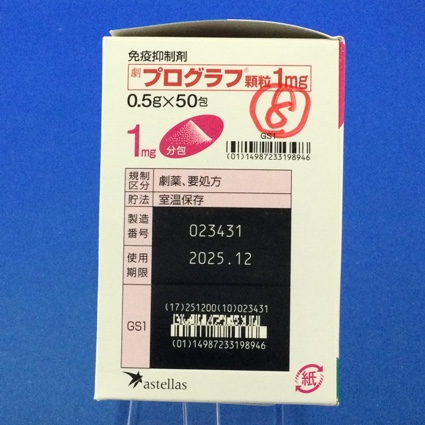 免疫抑制剤
劇 プログラフ® 顆粒1mg
0.5g×50包
1mg 分包
GS1
(01)14987233198946
規制区分 劇薬、要処方
貯法 室温保存
製造番号 023431
使用期限 2025.12
(17)251200(10)023431
GS1
(01)14987233198946
astellas
紙